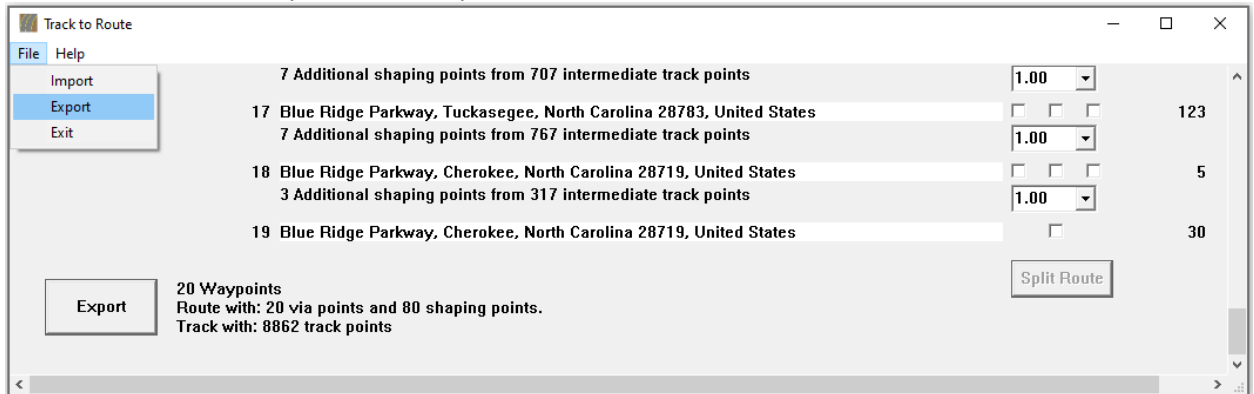 Track to Route
File Help
Import
Export
Exit
7 Additional shaping points from 707 intermediate track points 1.00
17 Blue Ridge Parkway, Tuckasegee, North Carolina 28783, United States 123
7 Additional shaping points from 767 intermediate track points 1.00
18 Blue Ridge Parkway, Cherokee, North Carolina 28719, United States 5
3 Additional shaping points from 317 intermediate track points 1.00
19 Blue Ridge Parkway, Cherokee, North Carolina 28719, United States 30
Split Route
Export
20 Waypoints
Route with: 20 via points and 80 shaping points.
Track with: 8862 track points